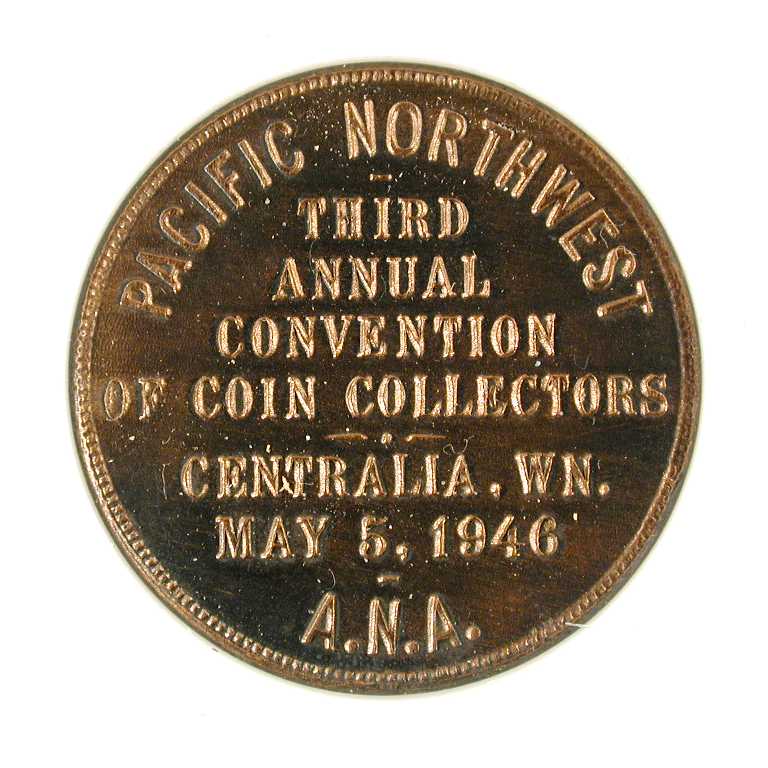 PACIFIC NORTHWEST
THIRD
ANNUAL
CONVENTION
OF COIN COLLECTORS
CENTRALIA, WN.
MAY 5, 1946
A.N.A.